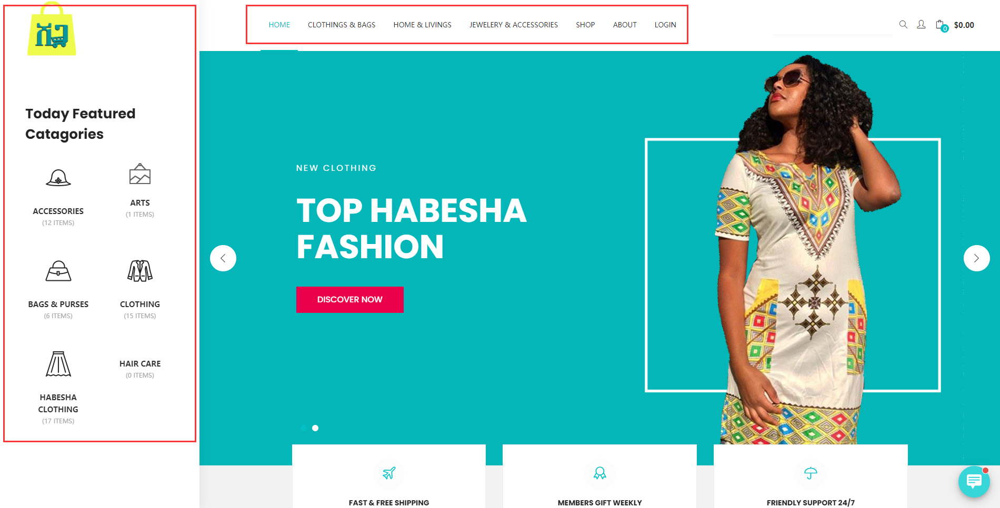 HOME
CLOTHINGS & BAGS
HOME & LIVINGS
JEWELERY & ACCESSORIES
SHOP
ABOUT
LOGIN
0
$0.00
Today Featured
Catagories
ACCESSORIES
(12 ITEMS)
ARTS
(1 ITEMS)
BAGS & PURSES
(6 ITEMS)
CLOTHING
(15 ITEMS)
HABESHA
CLOTHING
(17 ITEMS)
HAIR CARE
(0 ITEMS)
NEW CLOTHING
TOP HABESHA
FASHION
DISCOVER NOW
FAST & FREE SHIPPING
MEMBERS GIFT WEEKLY
FRIENDLY SUPPORT 24/7